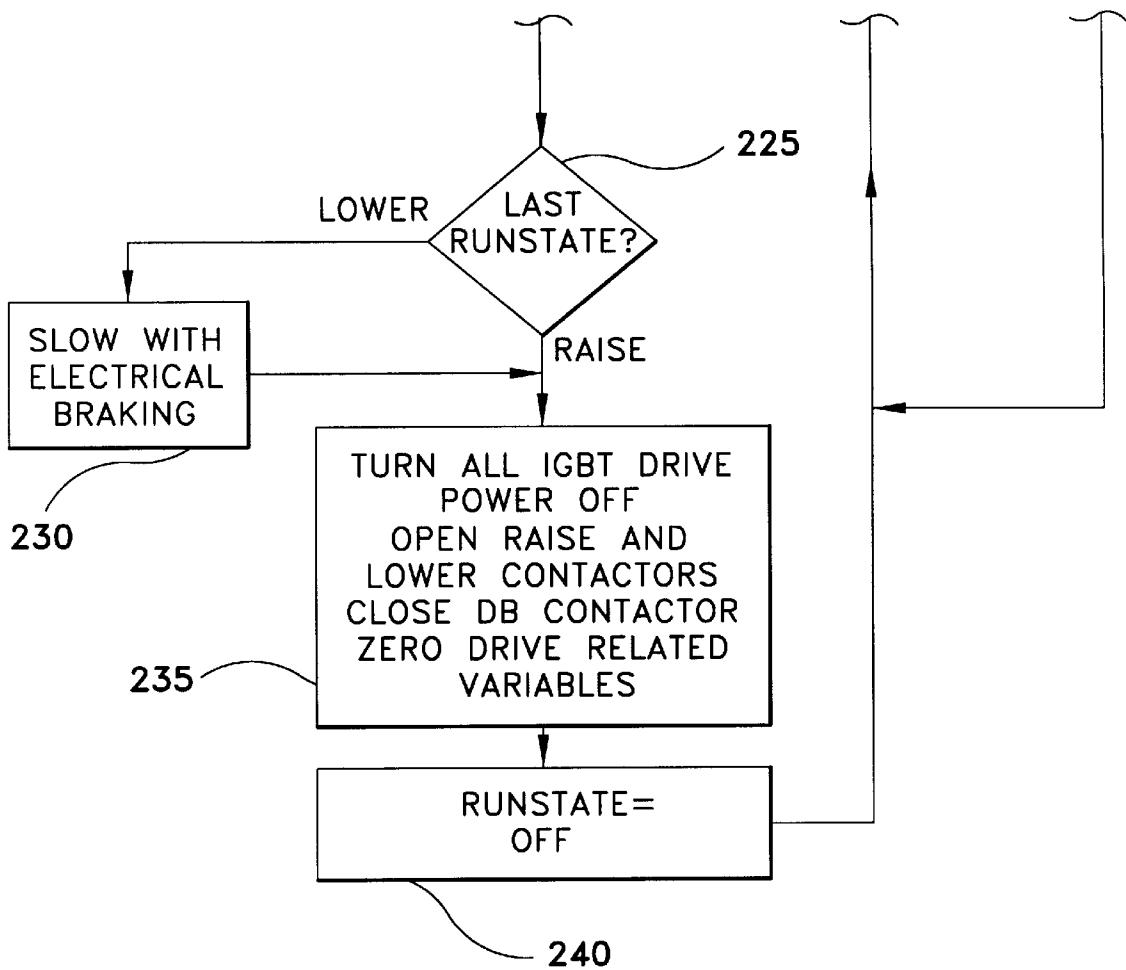 225
LOWER
LAST
RUNSTATE?
SLOW WITH
ELECTRICAL
BRAKING
RAISE
230
TURN ALL IGBT DRIVE
POWER OFF
OPEN RAISE AND
LOWER CONTACTORS
CLOSE DB CONTACTOR
ZERO DRIVE RELATED
VARIABLES
235
RUNSTATE=
OFF
240